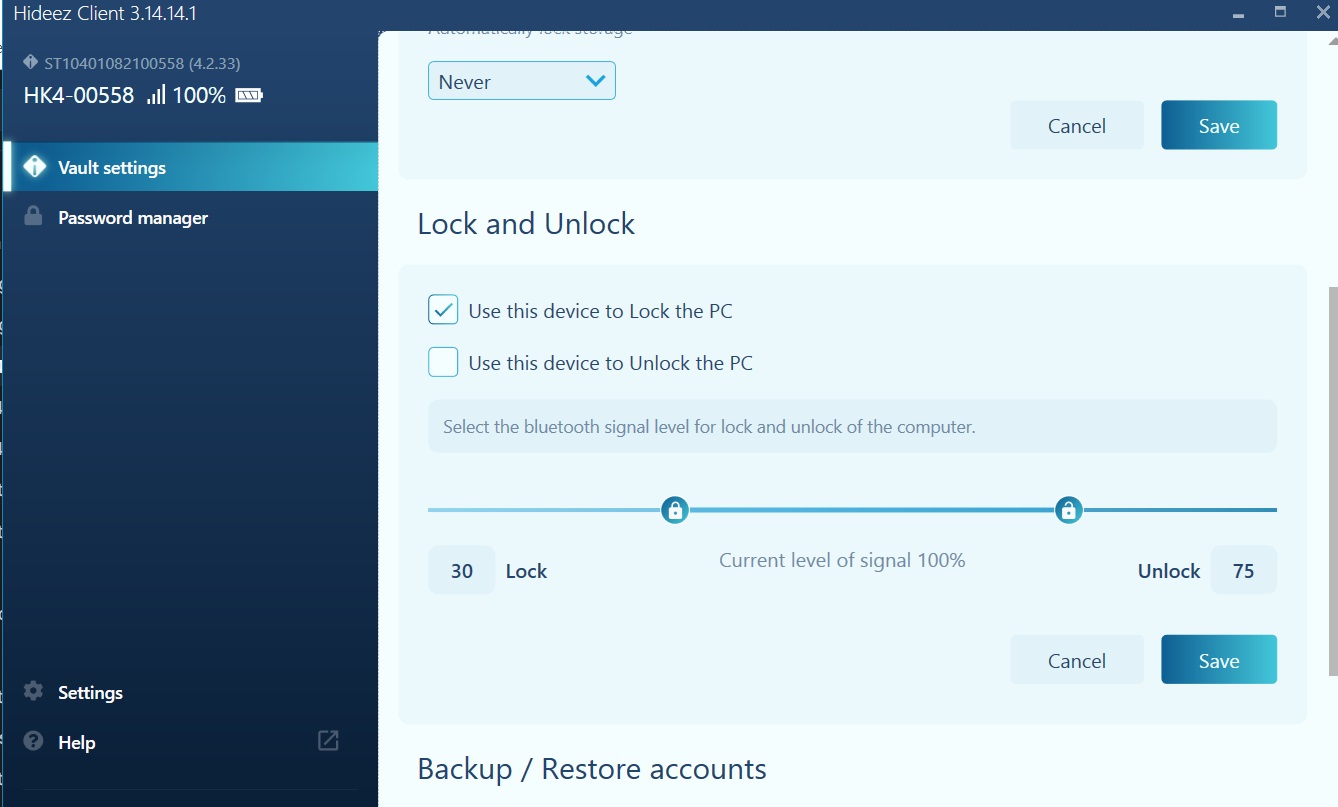 Hideez Client 3.14.14.1
ST10401082100558 (4.2.33)
HK4-00558 100%
Vault settings
Password manager
Settings
Help
Automatically lock storage
Never
Cancel Save
Lock and Unlock
Use this device to Lock the PC
Use this device to Unlock the PC
Select the bluetooth signal level for lock and unlock of the computer.
30 Lock Current level of signal 100% Unlock 75
Cancel Save
Backup / Restore accounts